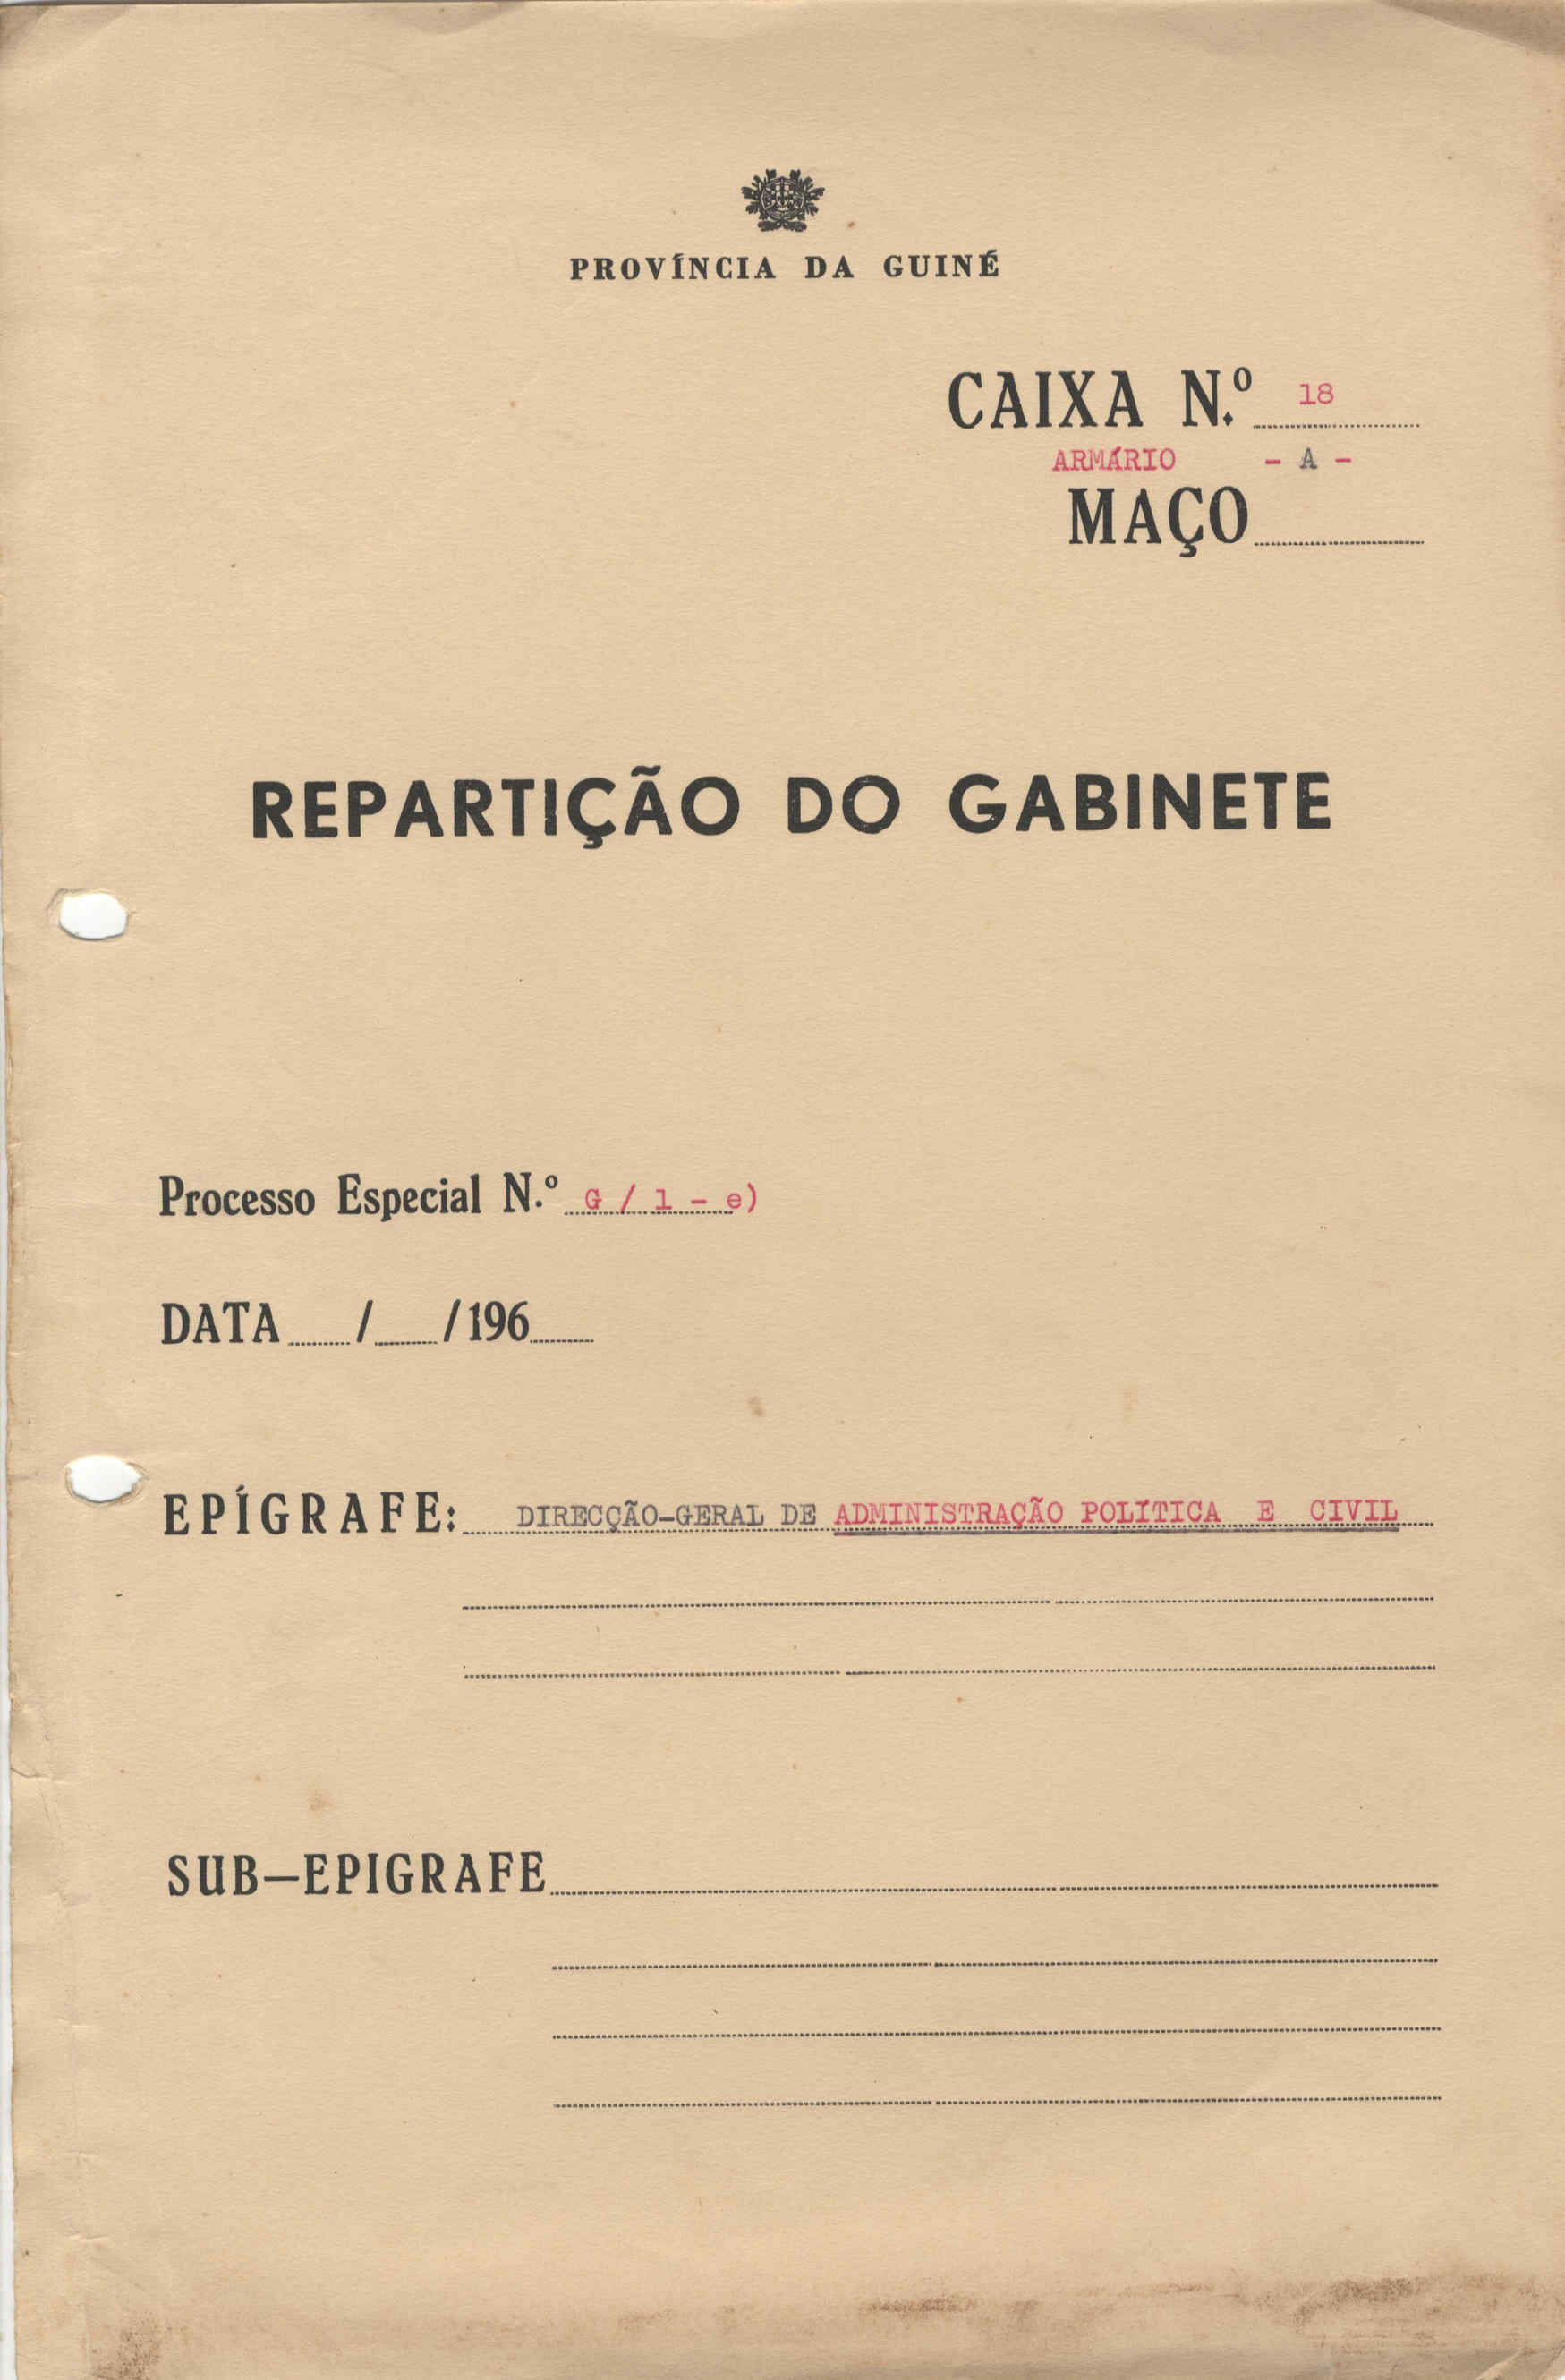 PROVÍNCIA DA GUINÉ
CAIXA N.º 18
ARMÁRIO - A -
MAÇO
REPARTIÇÃO DO GABINETE
Processo Especial N.º G / 1 - e)
DATA / /196
EPÍGRAFE: DIRECÇÃO-GERAL DE ADMINISTRAÇÃO POLÍTICA E CIVIL
SUB—EPIGRAFE